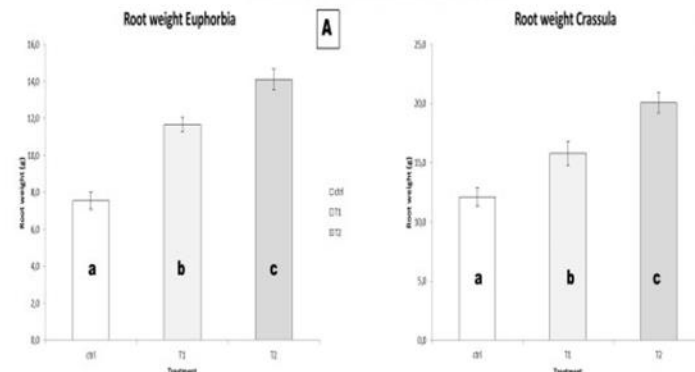 Root weight Euphorbia
A
Root weight (g)
16,0
14,0
12,0
10,0
8,0
6,0
4,0
2,0
0,0
a
b
c
ctrl
T1
T2
Treatment
ctrl
T1
T2
Root weight Crassula
Root weight (g)
25,0
20,0
15,0
10,0
5,0
0,0
a
b
c
ctrl
T1
T2
Treatment